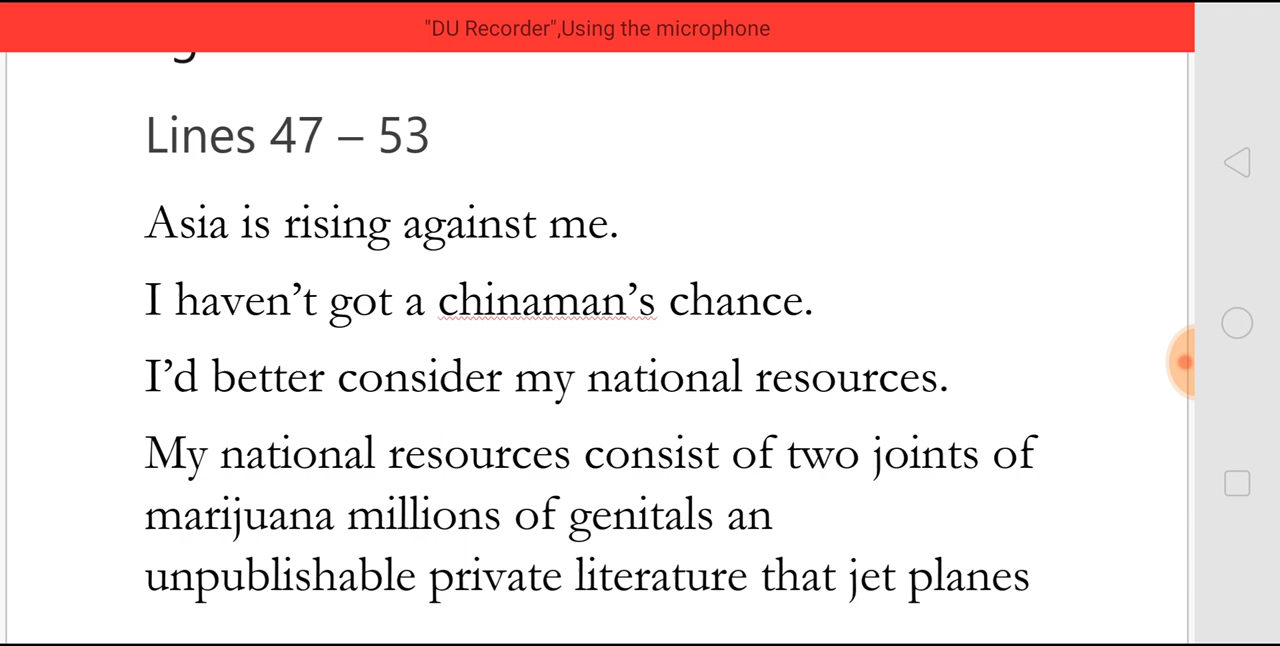 "DU Recorder",Using the microphone
Lines 47 – 53
Asia is rising against me.
I haven’t got a chinaman’s chance.
I’d better consider my national resources.
My national resources consist of two joints of
marijuana millions of genitals an
unpublishable private literature that jet planes